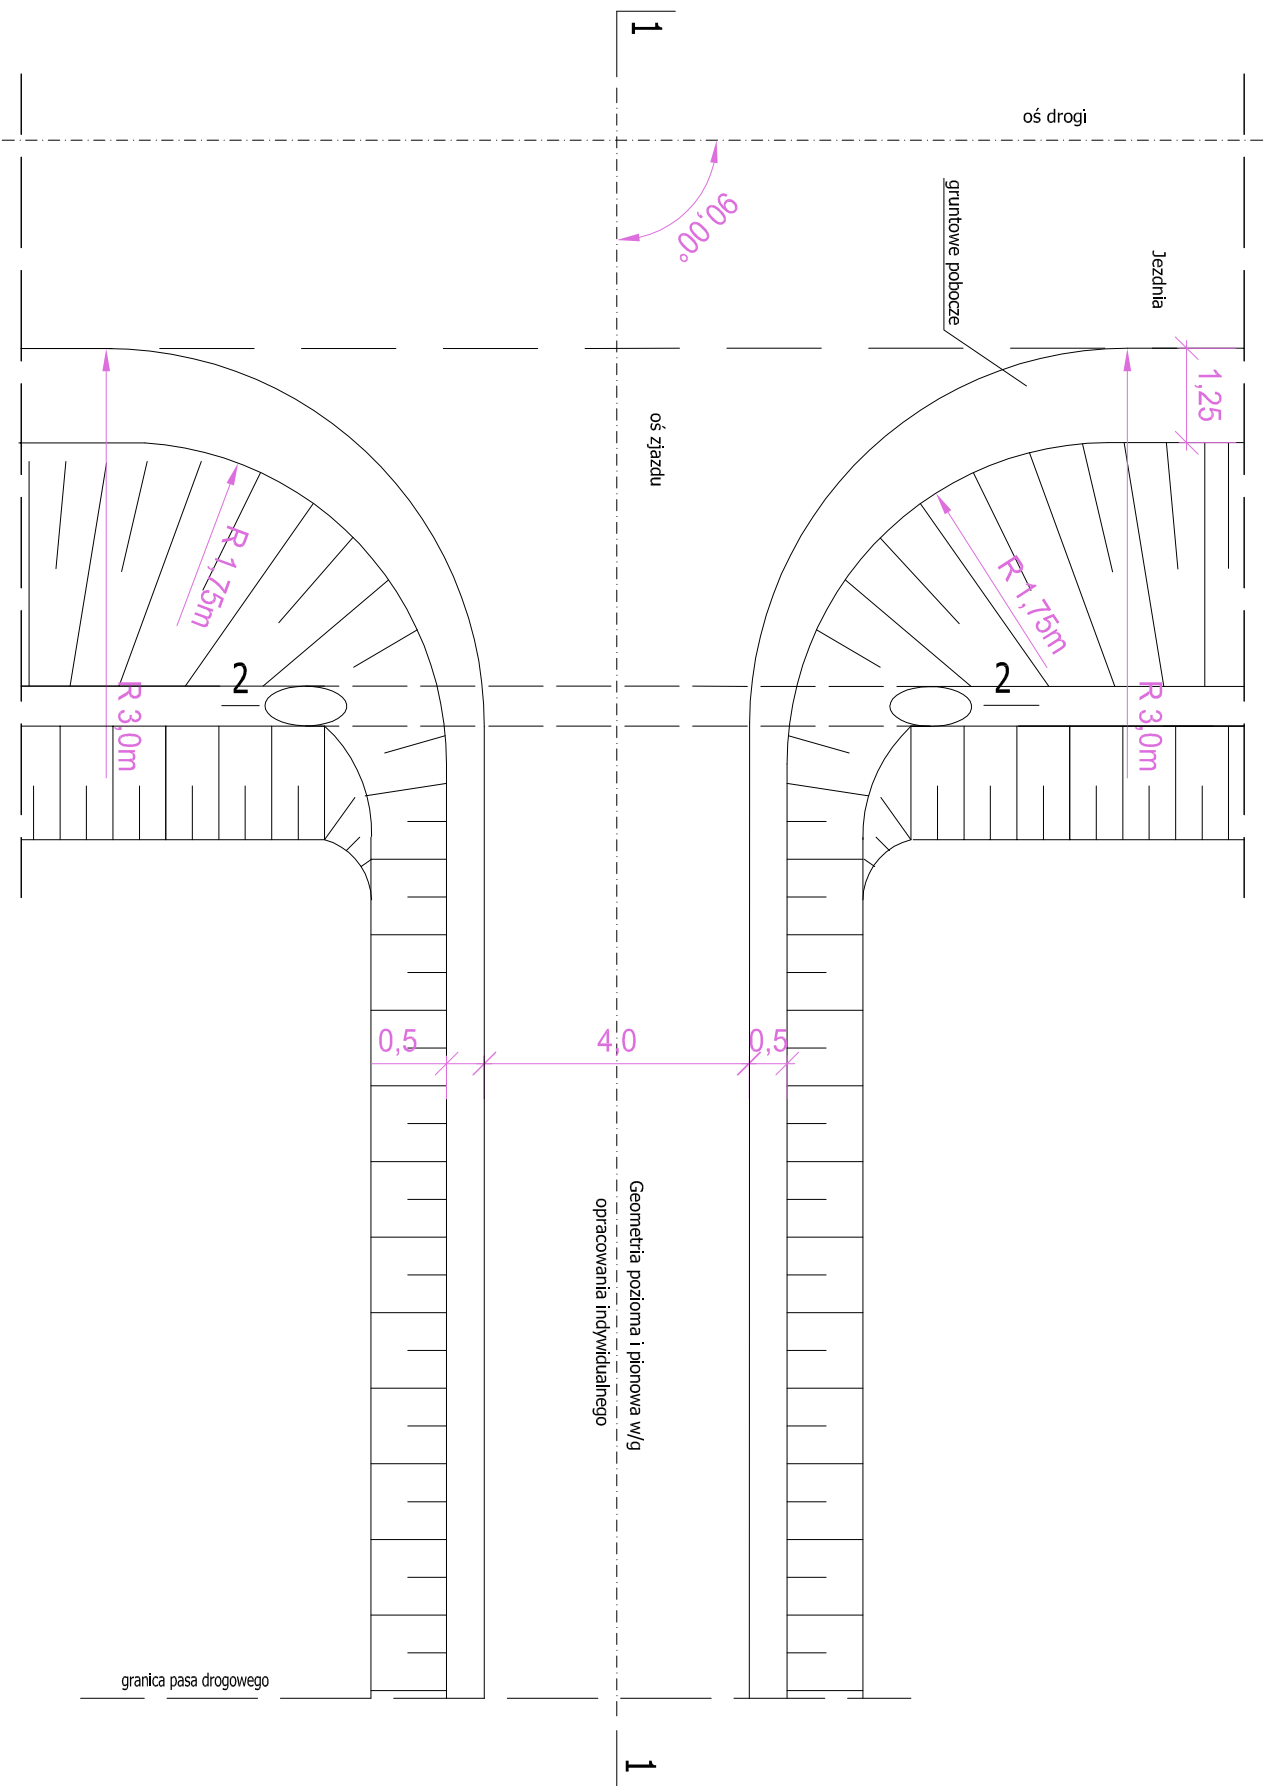 1
oś drogi
90,00°
gruntowe pobocze
Jezdnia
1,25
oś zjazdu
R 1,75m
R 1,75m
2
2
R 3,0m
R 3,0m
0,5
4,0
0,5
Geometria pozioma i pionowa w/g
opracowania indywidualnego
granica pasa drogowego
1